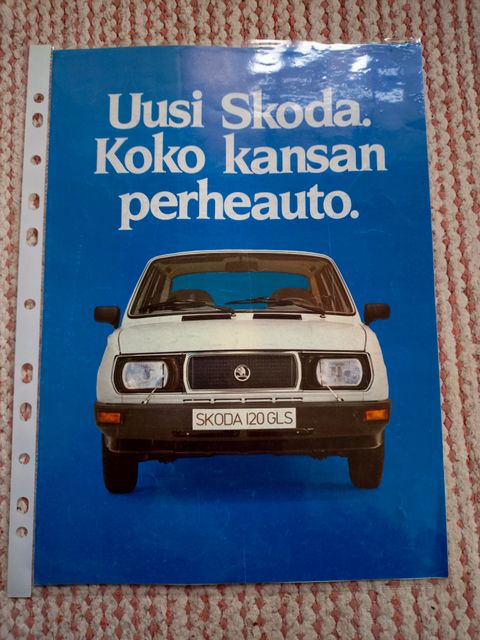 Uusi Skoda.
Koko kansan
perheauto.
SKODA 120 GLS